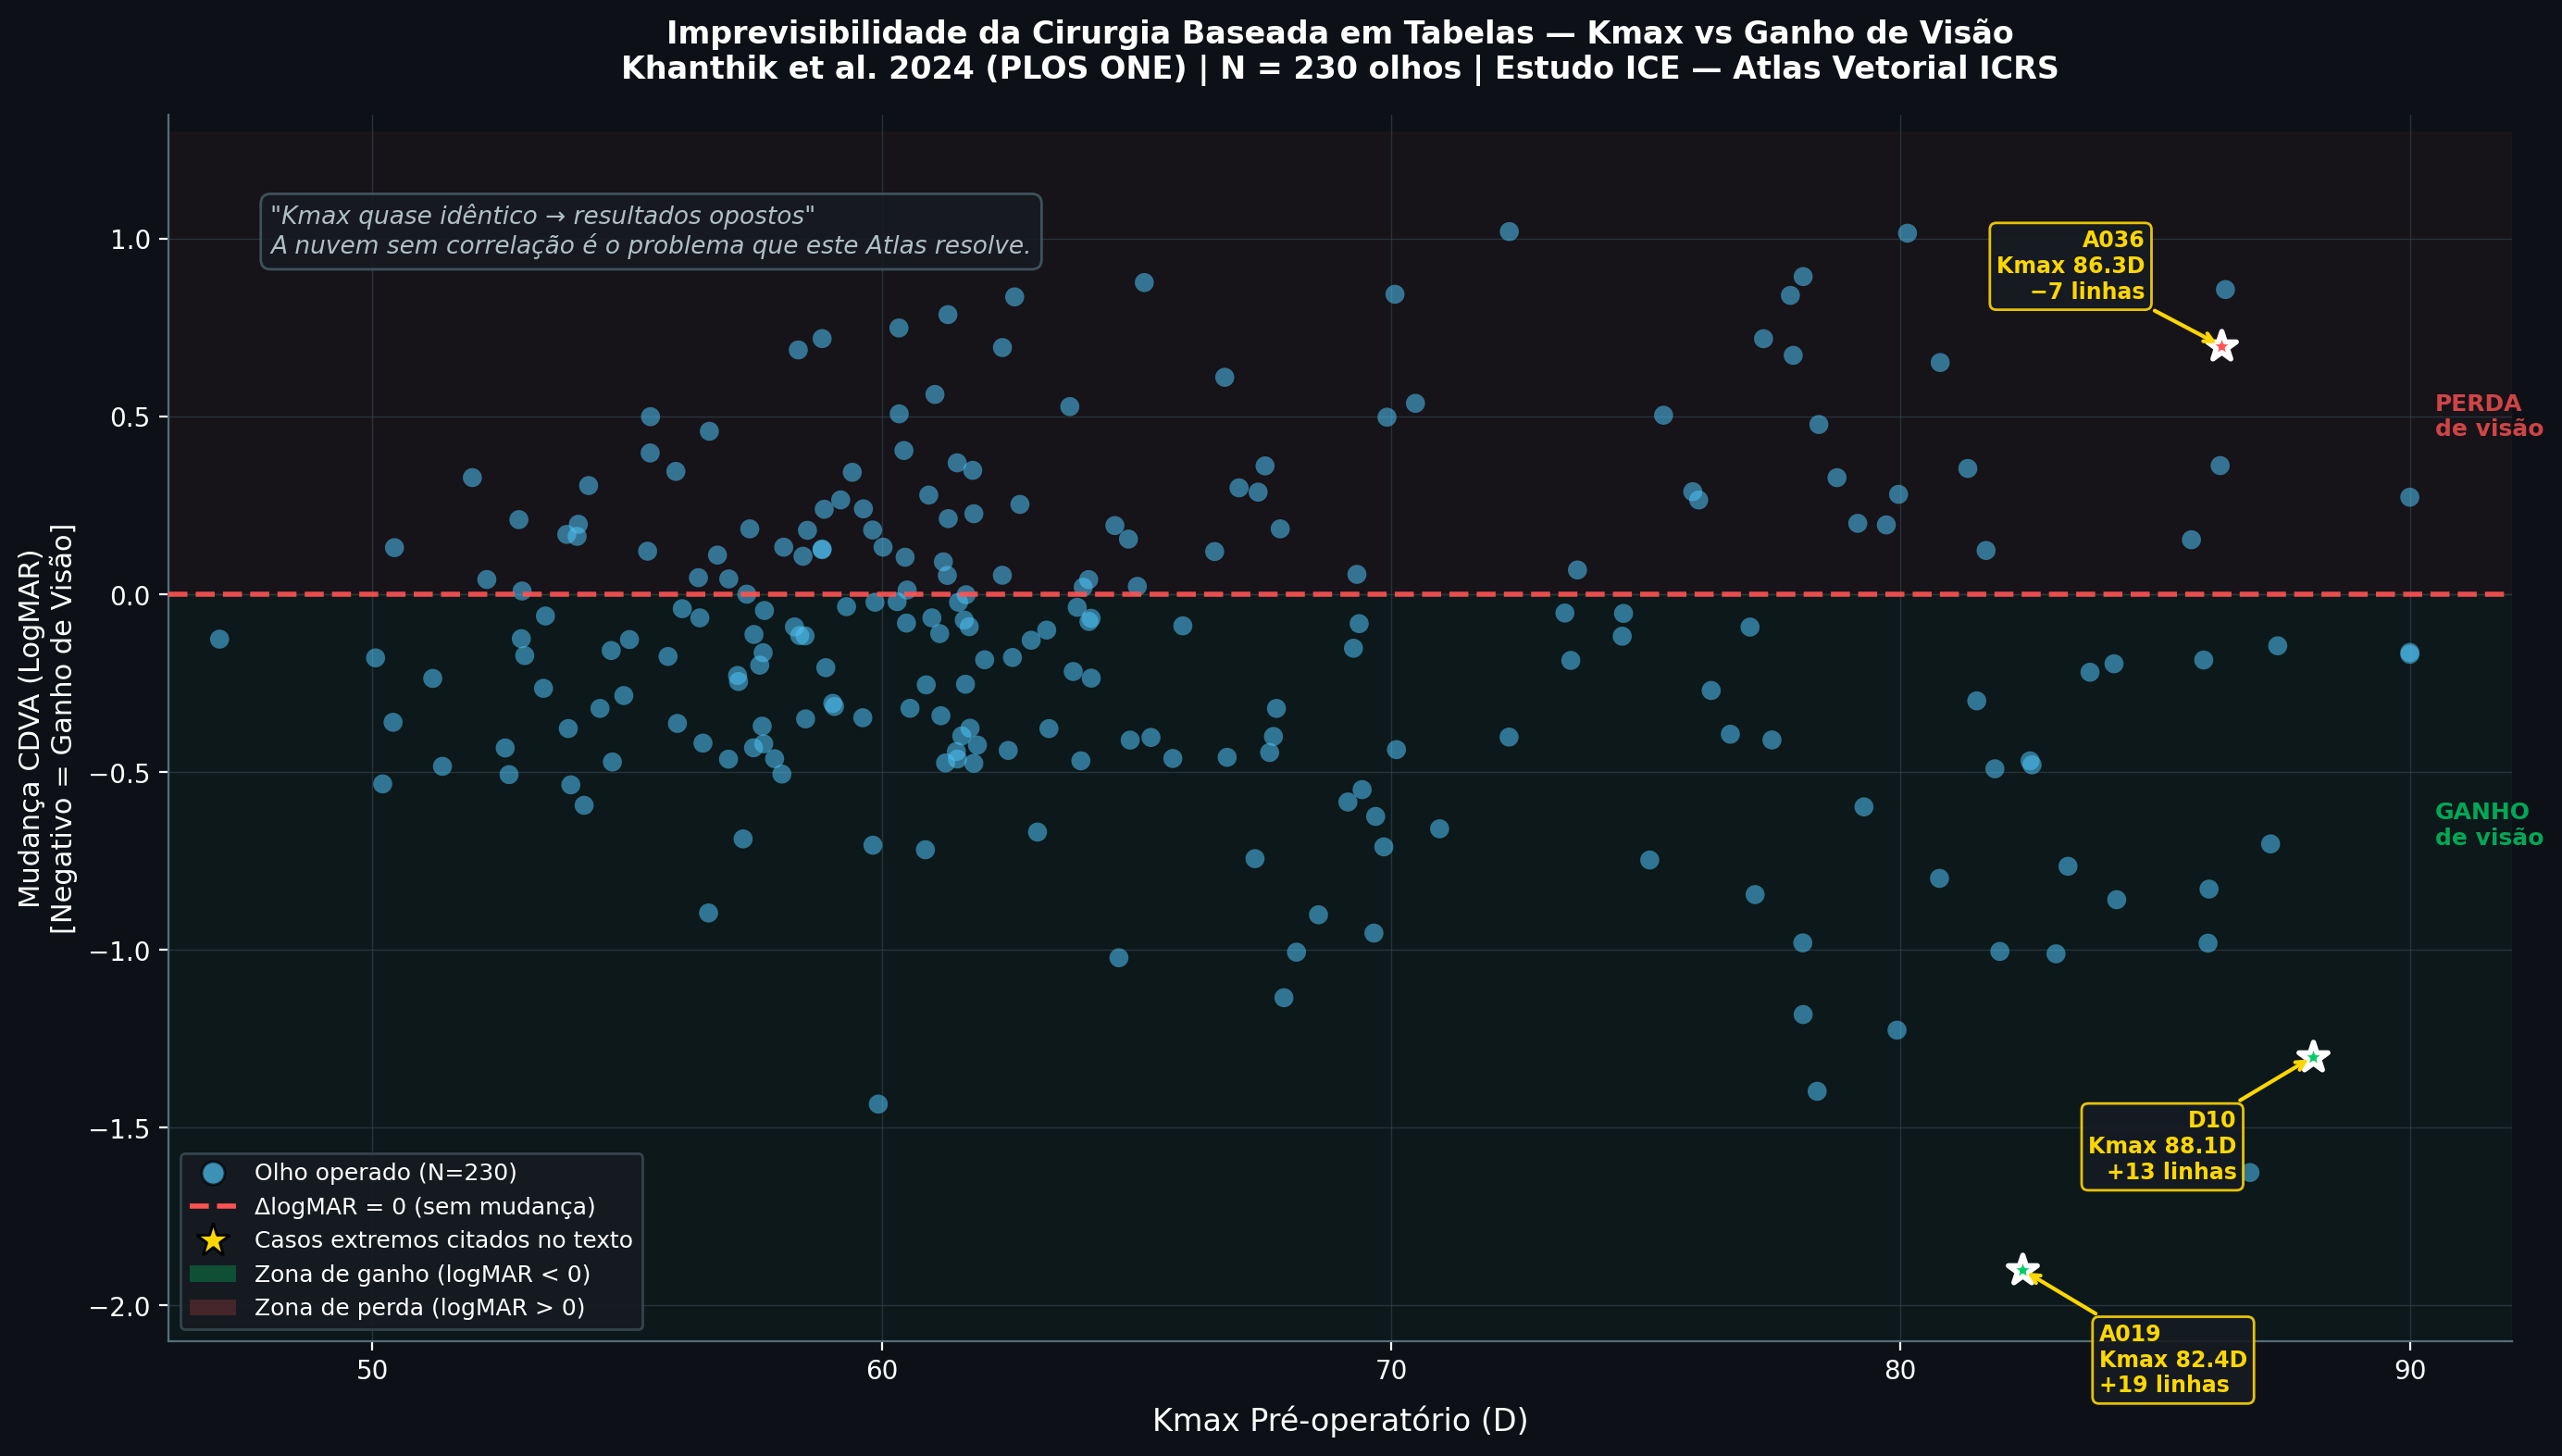 Imprevisibilidade da Cirurgia Baseada em Tabelas — Kmax vs Ganho de Visão
Khanthik et al. 2024 (PLOS ONE) | N = 230 olhos | Estudo ICE — Atlas Vetorial ICRS
Mudança CDVA (LogMAR)
[Negativo = Ganho de Visão]
1.0
0.5
0.0
−0.5
−1.0
−1.5
−2.0
"Kmax quase idêntico → resultados opostos"
A nuvem sem correlação é o problema que este Atlas resolve.
A036
Kmax 86.3D
−7 linhas
PERDA
de visão
GANHO
de visão
D10
Kmax 88.1D
+13 linhas
A019
Kmax 82.4D
+19 linhas
Olho operado (N=230)
ΔlogMAR = 0 (sem mudança)
Casos extremos citados no texto
Zona de ganho (logMAR < 0)
Zona de perda (logMAR > 0)
50
60
70
80
90
Kmax Pré-operatório (D)